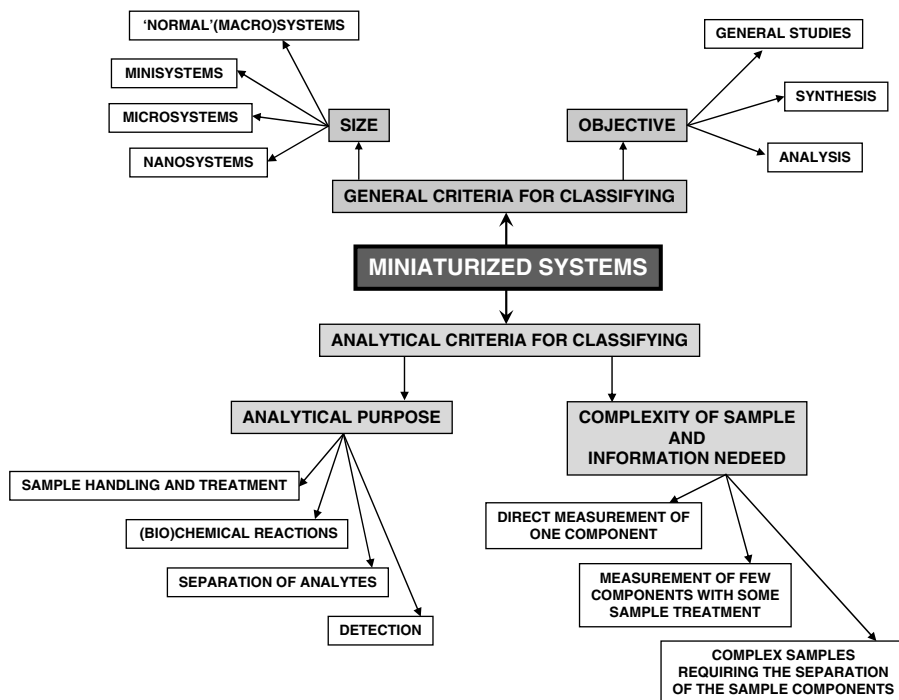 ‘NORMAL’(MACRO)SYSTEMS
MINISYSTEMS
MICROSYSTEMS
NANOSYSTEMS
SIZE
GENERAL STUDIES
SYNTHESIS
ANALYSIS
OBJECTIVE
GENERAL CRITERIA FOR CLASSIFYING
MINIATURIZED SYSTEMS
ANALYTICAL CRITERIA FOR CLASSIFYING
ANALYTICAL PURPOSE
SAMPLE HANDLING AND TREATMENT
(BIO)CHEMICAL REACTIONS
SEPARATION OF ANALYTES
DETECTION
COMPLEXITY OF SAMPLE
AND
INFORMATION NEDEED
DIRECT MEASUREMENT OF
ONE COMPONENT
MEASUREMENT OF FEW
COMPONENTS WITH SOME
SAMPLE TREATMENT
COMPLEX SAMPLES
REQUIRING THE SEPARATION
OF THE SAMPLE COMPONENTS